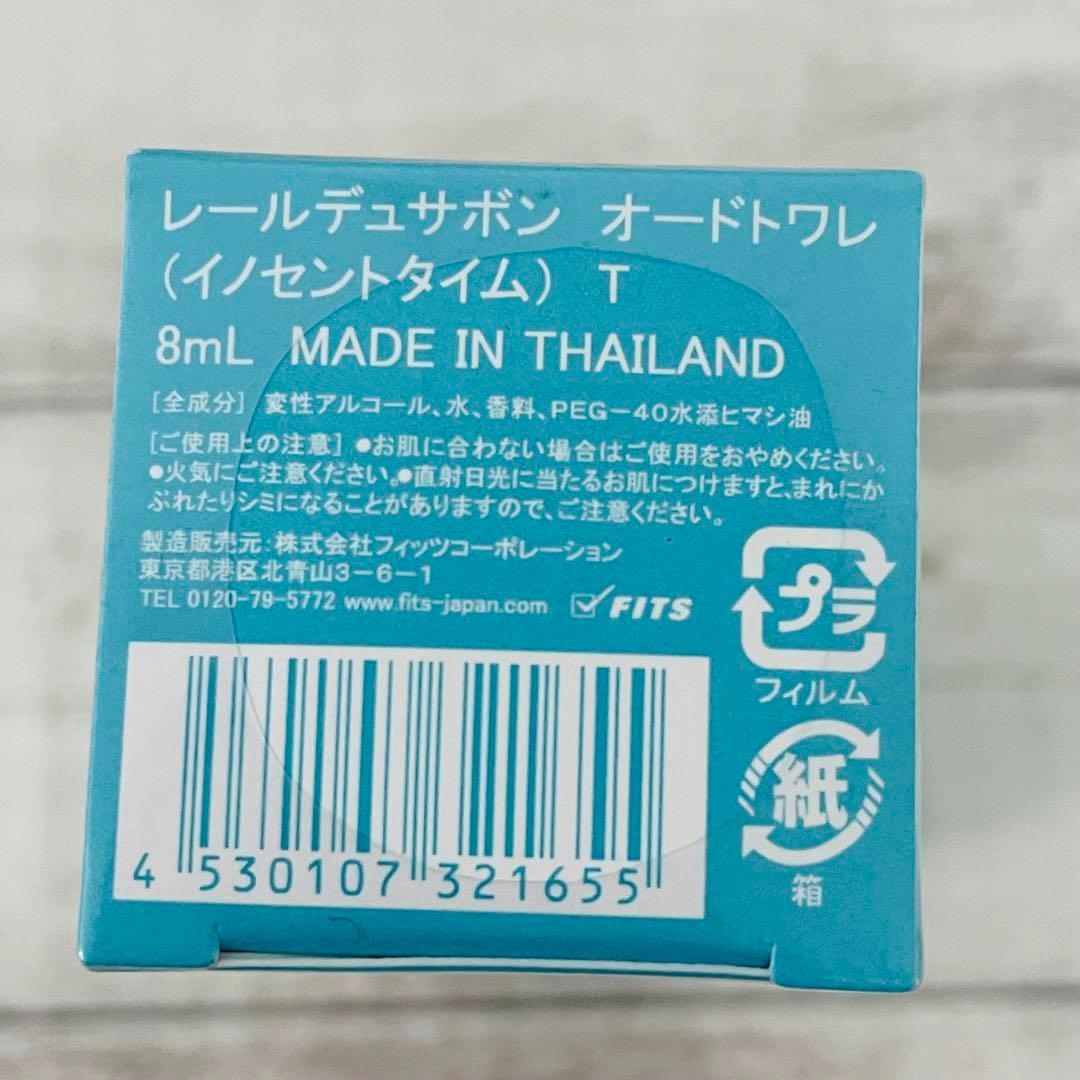 レールデュサボン オードトワレ
(イノセントタイム) T
8mL MADE IN THAILAND
[全成分] 変性アルコール、水、香料、PEG-40水添ヒマシ油
[ご使用上の注意] ●お肌に合わない場合はご使用をおやめください。
●火気にご注意ください。●直射日光に当たるお肌につけますと、まれにか
ぶれたりシミになることがありますので、ご注意ください。
製造販売元:株式会社フィッツコーポレーション
東京都港区北青山3-6-1
TEL 0120-79-5772 www.fits-japan.com FITS
プラ
フィルム
紙
箱
4 530107 321655